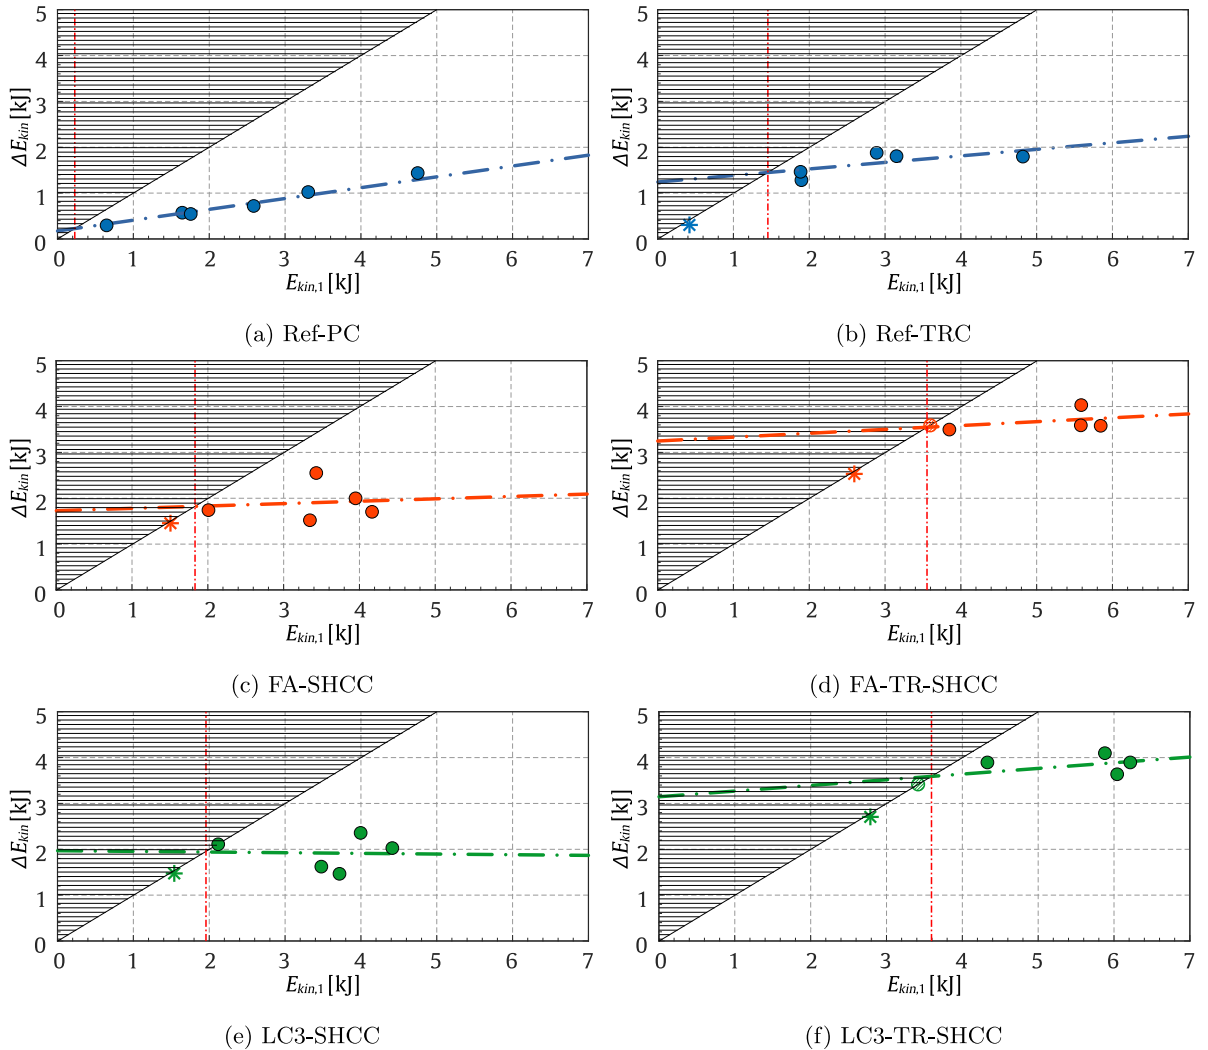 5
4
3
2
1
0
ΔE_kin [kJ]
0 1 2 3 4 5 6 7
E_kin,1 [kJ]
(a) Ref-PC
5
4
3
2
1
0
ΔE_kin [kJ]
0 1 2 3 4 5 6 7
E_kin,1 [kJ]
(b) Ref-TRC
5
4
3
2
1
0
ΔE_kin [kJ]
0 1 2 3 4 5 6 7
E_kin,1 [kJ]
(c) FA-SHCC
5
4
3
2
1
0
ΔE_kin [kJ]
0 1 2 3 4 5 6 7
E_kin,1 [kJ]
(d) FA-TR-SHCC
5
4
3
2
1
0
ΔE_kin [kJ]
0 1 2 3 4 5 6 7
E_kin,1 [kJ]
(e) LC3-SHCC
5
4
3
2
1
0
ΔE_kin [kJ]
0 1 2 3 4 5 6 7
E_kin,1 [kJ]
(f) LC3-TR-SHCC